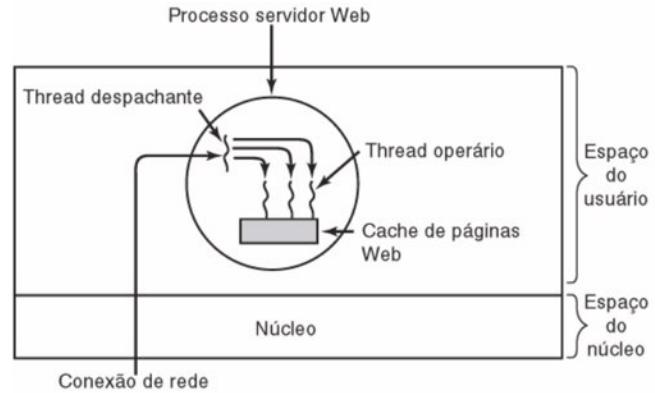 Processo servidor Web
Thread despachante
Thread operário
Espaço
do
usuário
Cache de páginas
Web
Núcleo
Espaço
do
núcleo
Conexão de rede